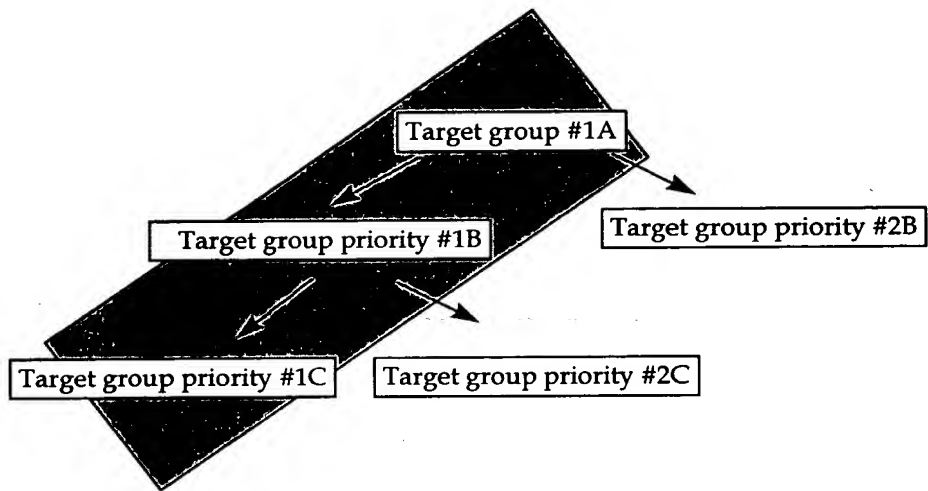 Target group #1A
Target group priority #1B
Target group priority #2B
Target group priority #1C
Target group priority #2C